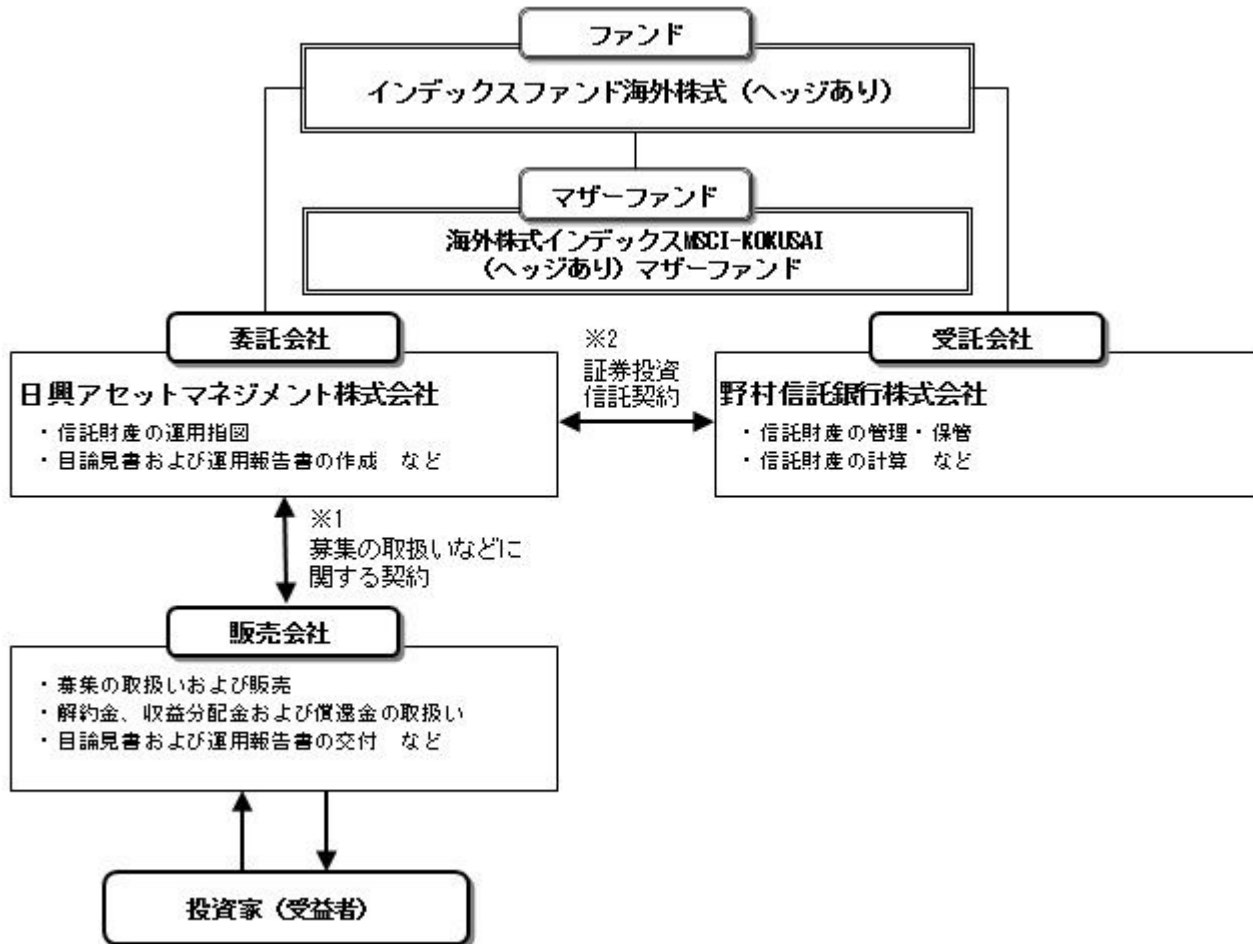 ファンド
インデックスファンド海外株式（ヘッジあり）
マザーファンド
海外株式インデックスMSCI-KOKUSAI
（ヘッジあり）マザーファンド
委託会社
日興アセットマネジメント株式会社
・信託財産の運用指図
・目論見書および運用報告書の作成　など
※2
証券投資
信託契約
受託会社
野村信託銀行株式会社
・信託財産の管理・保管
・信託財産の計算　など
※1
募集の取扱いなどに
関する契約
販売会社
・募集の取扱いおよび販売
・解約金、収益分配金および償還金の取扱い
・目論見書および運用報告書の交付　など
投資家（受益者）